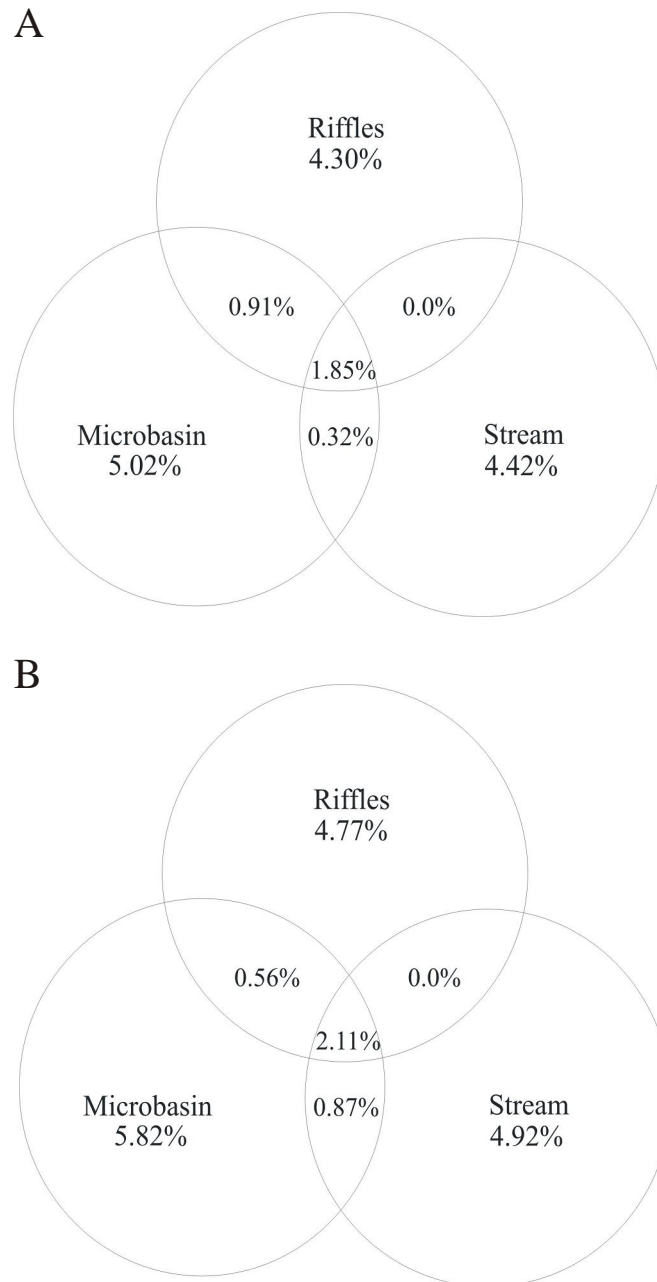 A
Riffles
4.30%
0.91%
0.0%
1.85%
Microbasin
5.02%
0.32%
Stream
4.42%
B
Riffles
4.77%
0.56%
0.0%
2.11%
Microbasin
5.82%
0.87%
Stream
4.92%